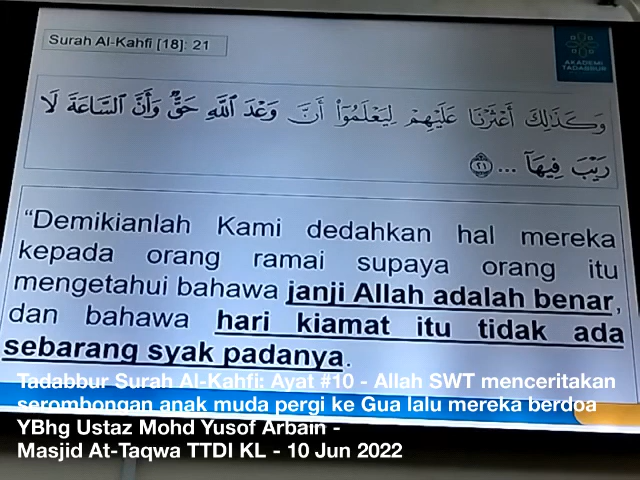 Surah Al-Kahfi [18]: 21
AKADEMI
TADABBUR
وَكَذَٰلِكَ أَعْثَرْنَا عَلَيْهِمْ لِيَعْلَمُوٓا۟ أَنَّ وَعْدَ ٱللَّهِ حَقٌّ وَأَنَّ ٱلسَّاعَةَ لَا
رَيْبَ فِيهَآ ... ٢١
“Demikianlah Kami dedahkan hal mereka
kepada orang ramai supaya orang itu
mengetahui bahawa janji Allah adalah benar,
dan bahawa hari kiamat itu tidak ada
sebarang syak padanya.
Tadabbur Surah Al-Kahfi: Ayat #10 - Allah SWT menceritakan
serombongan anak muda pergi ke Gua lalu mereka berdoa
YBhg Ustaz Mohd Yusof Arbain -
Masjid At-Taqwa TTDI KL - 10 Jun 2022